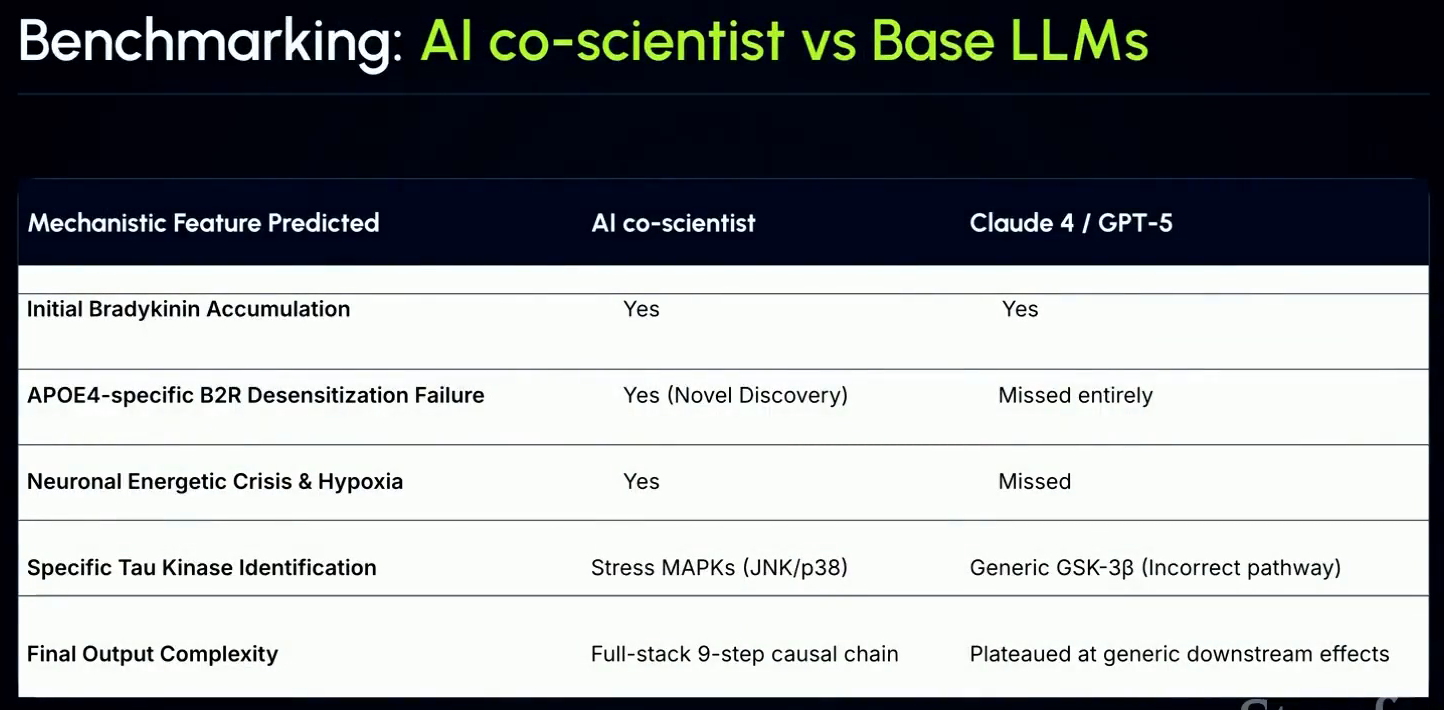 Benchmarking: AI co-scientist vs Base LLMs
Mechanistic Feature Predicted AI co-scientist Claude 4 / GPT-5
Initial Bradykinin Accumulation Yes Yes
APOE4-specific B2R Desensitization Failure Yes (Novel Discovery) Missed entirely
Neuronal Energetic Crisis & Hypoxia Yes Missed
Specific Tau Kinase Identification Stress MAPKs (JNK/p38) Generic GSK-3β (Incorrect pathway)
Final Output Complexity Full-stack 9-step causal chain Plateaued at generic downstream effects